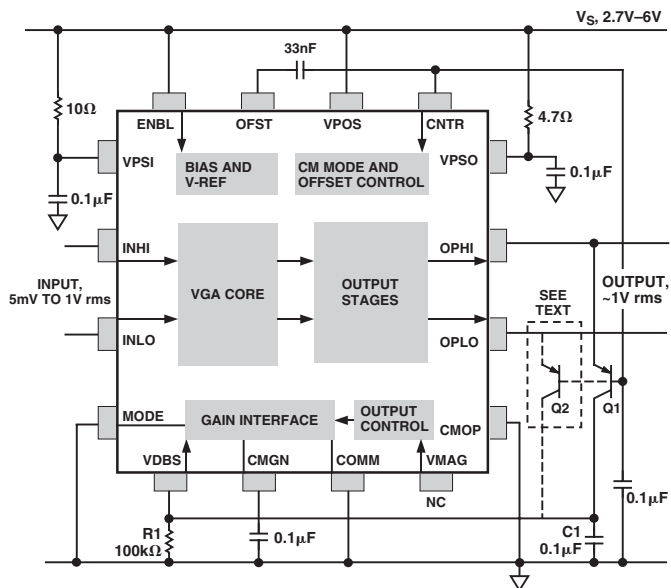 V_S, 2.7V–6V
33nF
10Ω
4.7Ω
ENBL
OFST
VPOS
CNTR
VPSI
BIAS AND
V-REF
CM MODE AND
OFFSET CONTROL
VPSO
0.1μF
0.1μF
INHI
OPHI
INPUT,
5mV TO 1V rms
VGA CORE
OUTPUT
STAGES
SEE
TEXT
OUTPUT,
~1V rms
INLO
OPLO
Q2
Q1
MODE
GAIN INTERFACE
OUTPUT
CONTROL
CMOP
VDBS
CMGN
COMM
VMAG
NC
0.1μF
R1
100kΩ
0.1μF
C1
0.1μF